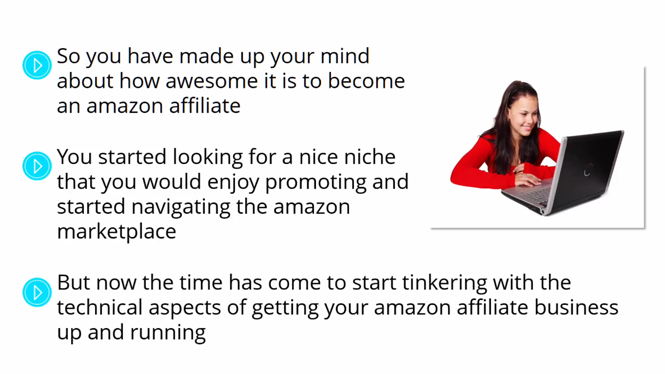 So you have made up your mind
about how awesome it is to become
an amazon affiliate
You started looking for a nice niche
that you would enjoy promoting and
started navigating the amazon
marketplace
But now the time has come to start tinkering with the
technical aspects of getting your amazon affiliate business
up and running